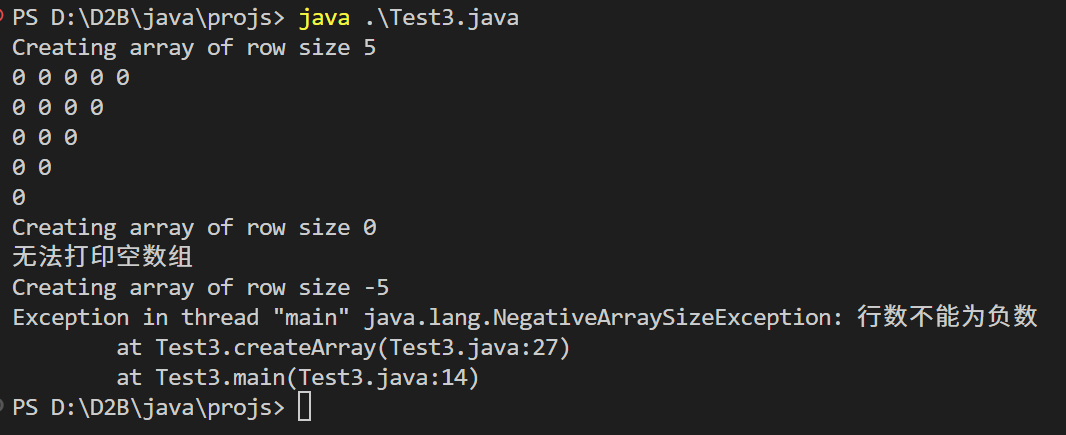 PS D:\D2B\java\projs> java .\Test3.java
Creating array of row size 5
0 0 0 0 0
0 0 0 0
0 0 0
0 0
0
Creating array of row size 0
无法打印空数组
Creating array of row size -5
Exception in thread "main" java.lang.NegativeArraySizeException: 行数不能为负数
        at Test3.createArray(Test3.java:27)
        at Test3.main(Test3.java:14)
PS D:\D2B\java\projs>